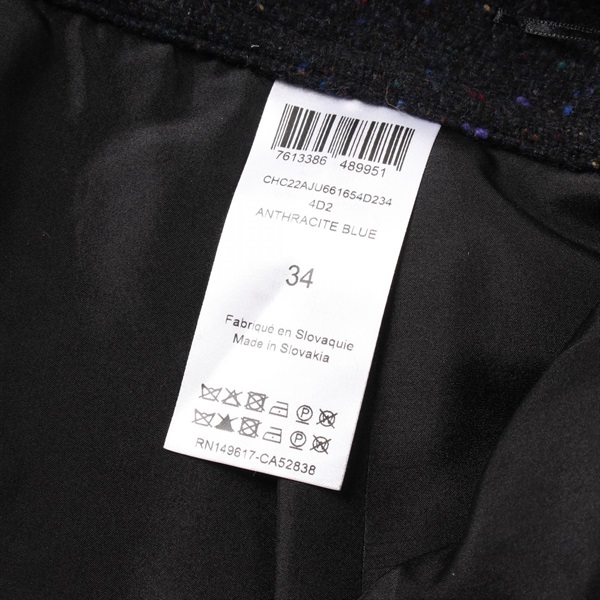 7613386 489951
CHC22AJU661654D234
4D2
ANTHRACITE BLUE
34
Fabriqué en Slovaquie
Made in Slovakia
P
P
RN149617-CA52838